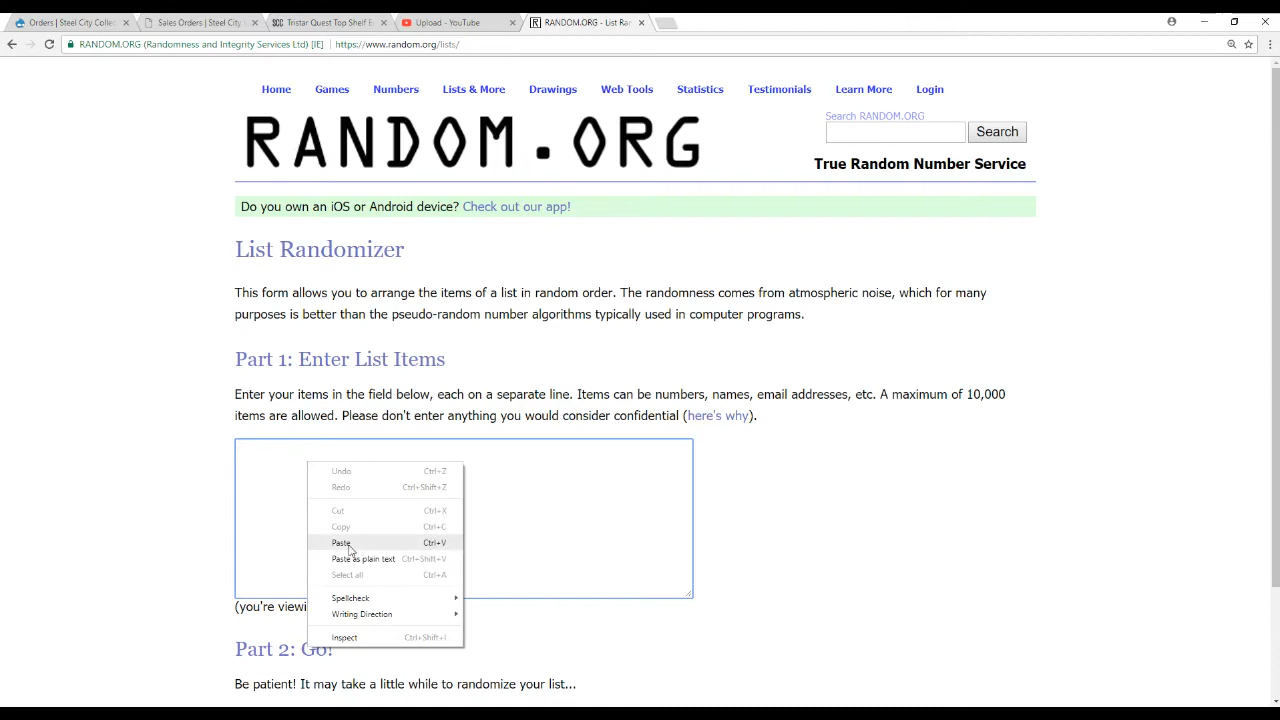 Orders | Steel City Collec
Sales Orders | Steel City
SCC Tristar Quest Top Shelf
Upload - YouTube
RANDOM.ORG - List Ra
RANDOM.ORG (Randomness and Integrity Services Ltd) [IE] https://www.random.org/lists/
Home Games Numbers Lists & More Drawings Web Tools Statistics Testimonials Learn More Login
RANDOM.ORG
Search RANDOM.ORG
Search
True Random Number Service
Do you own an iOS or Android device? Check out our app!
List Randomizer
This form allows you to arrange the items of a list in random order. The randomness comes from atmospheric noise, which for many
purposes is better than the pseudo-random number algorithms typically used in computer programs.
Part 1: Enter List Items
Enter your items in the field below, each on a separate line. Items can be numbers, names, email addresses, etc. A maximum of 10,000
items are allowed. Please don't enter anything you would consider confidential (here's why).
Undo Ctrl+Z
Redo Ctrl+Shift+Z
Cut Ctrl+X
Copy Ctrl+C
Paste Ctrl+V
Paste as plain text Ctrl+Shift+V
Select all Ctrl+A
Spellcheck
Writing Direction
Inspect Ctrl+Shift+I
(you're viewi
Part 2: Go!
Be patient! It may take a little while to randomize your list...